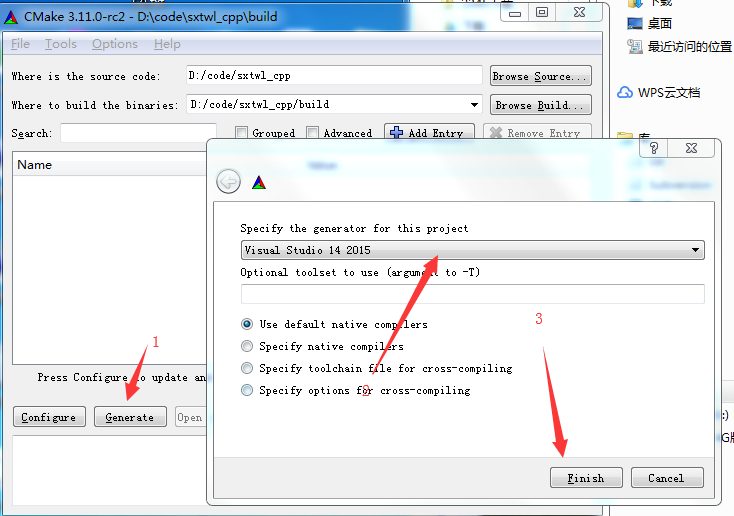 CMake 3.11.0-rc2 - D:\code\sxtwl_cpp\build
File Tools Options Help
Where is the source code: D:/code/sxtwl_cpp Browse Source...
Where to build the binaries: D:/code/sxtwl_cpp/build Browse Build...
Search: Grouped Advanced Add Entry Remove Entry
Name
Press Configure to update an
Configure Generate Open
1
Specify the generator for this project
Visual Studio 14 2015
Optional toolset to use (argument to -T)
Use default native compilers
Specify native compilers
Specify toolchain file for cross-compiling
Specify options for cross-compiling
2
3
Finish Cancel
下载
桌面
最近访问的位置
WPS云文档
库
Subversion
:)